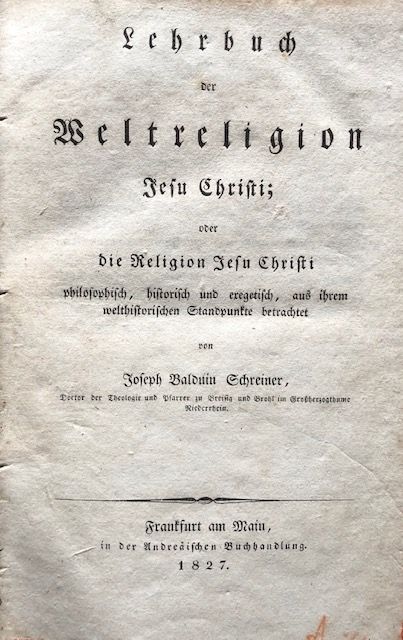 Lehrbuch
der
Weltreligion
Jesu Christi;
oder
die Religion Jesu Christi
philosophisch, historisch und exegetisch, aus ihrem
welthistorischen Standpunkte betrachtet
von
Joseph Balduin Schreiner,
Doctor der Theologie und Pfarrer zu Breisig und Brohl im Großherzogthume
Niederrhein.
Frankfurt am Main,
in der Andreäischen Buchhandlung.
1827.